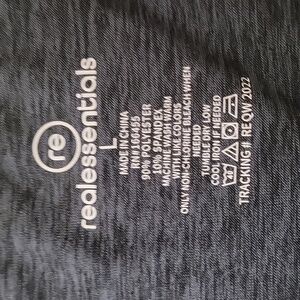 re
realessentials
L
MADE IN CHINA
RN#160455
90% POLYESTER
10% SPANDEX
MACHINE WASH WARM
WITH LIKE COLORS
ONLY NON-CHLORINE BLEACH WHEN
NEEDED
TUMBLE DRY LOW
COOL IRON IF NEEDED
TRACKING# REQW 2022